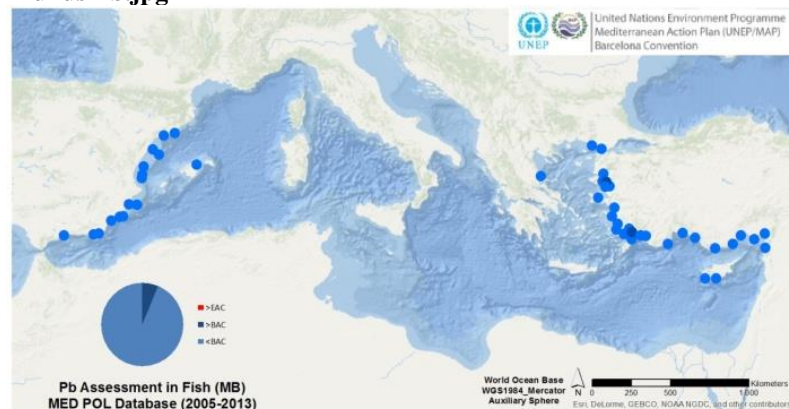 United Nations Environment Programme
Mediterranean Action Plan (UNEP/MAP)
Barcelona Convention
UNEP
>EAC
>BAC
<BAC
Pb Assessment in Fish (MB)
MED POL Database (2005-2013)
World Ocean Base
WGS1984_Mercator
Auxiliary Sphere
N
Kilometers
0 250 500 1 000
Esri, DeLorme, GEBCO, NOAA NGDC, and other contributors